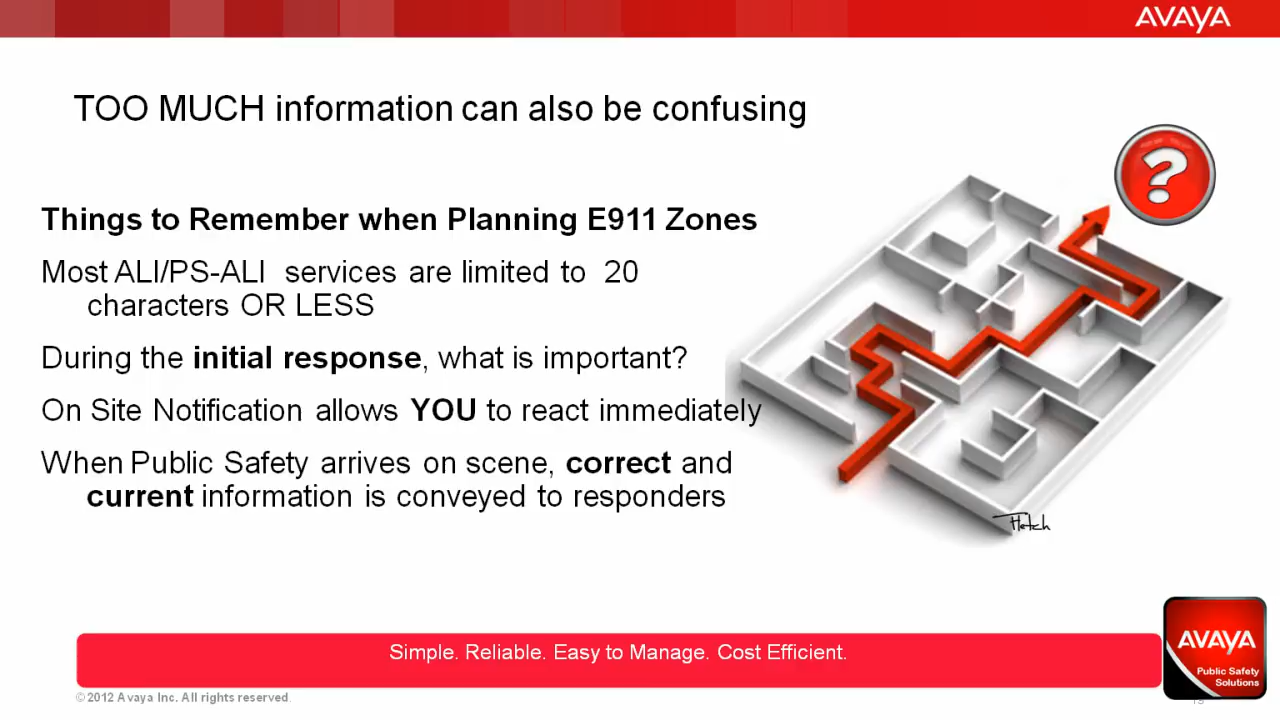 AVAYA
TOO MUCH information can also be confusing
Things to Remember when Planning E911 Zones
Most ALI/PS-ALI services are limited to 20
characters OR LESS
During the initial response, what is important?
On Site Notification allows YOU to react immediately
When Public Safety arrives on scene, correct and
current information is conveyed to responders
Fletch
Simple. Reliable. Easy to Manage. Cost Efficient.
AVAYA
Public Safety
Solutions
© 2012 Avaya Inc. All rights reserved.